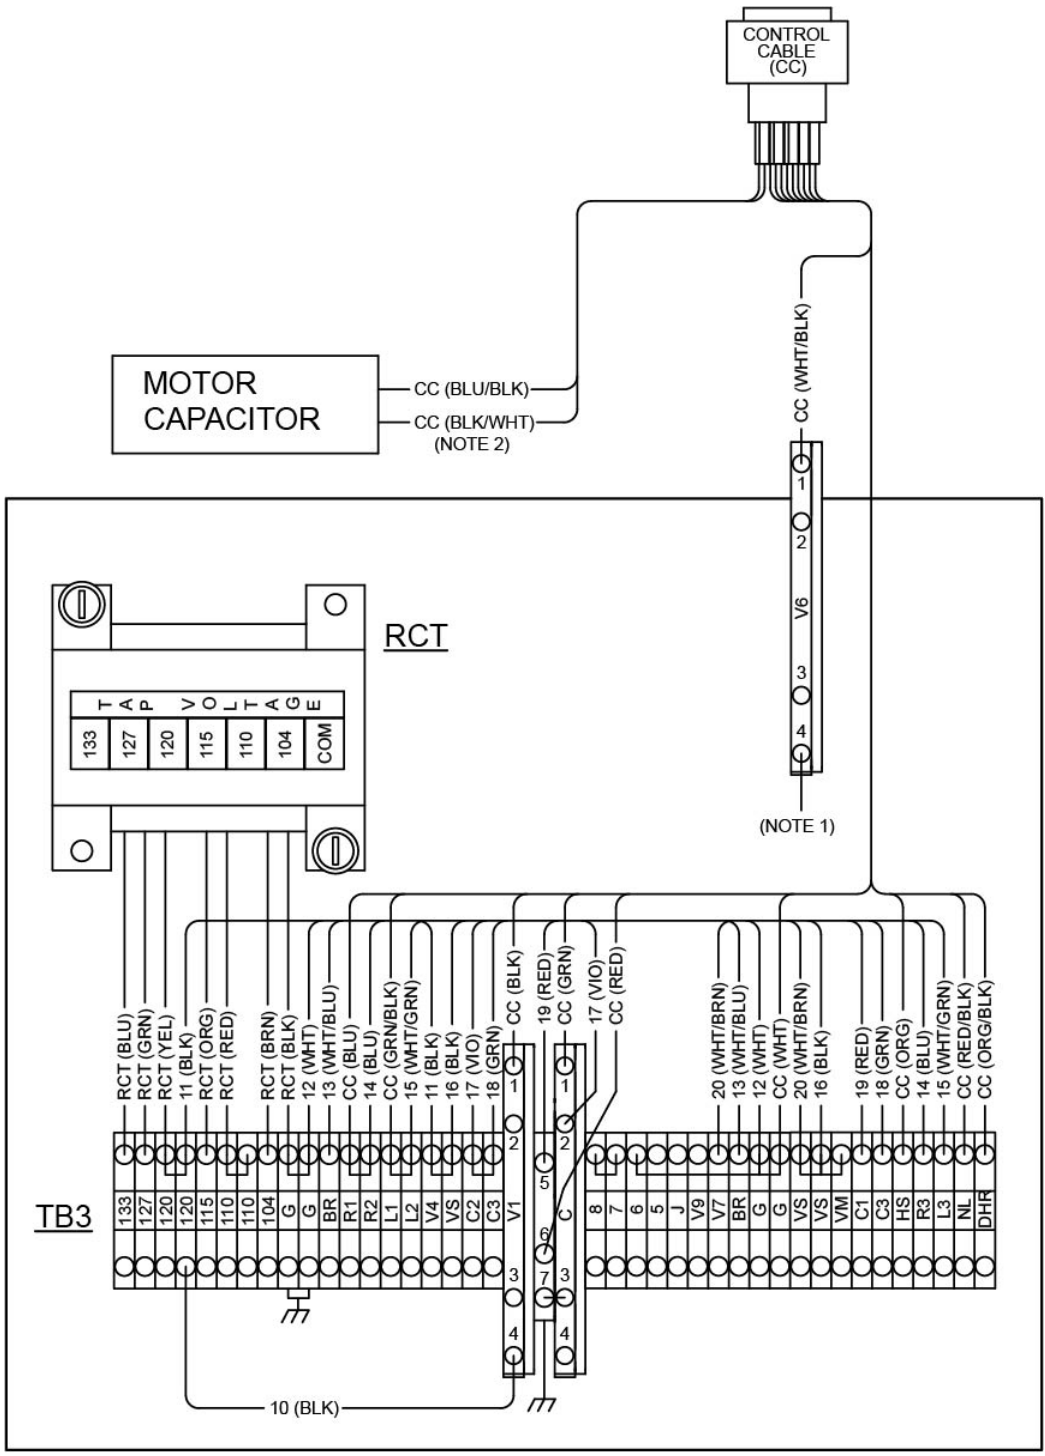 CONTROL
CABLE
(CC)
CC (WHT/BLK)
MOTOR
CAPACITOR
CC (BLU/BLK)
CC (BLK/WHT)
(NOTE 2)
1
2
V6
3
4
(NOTE 1)
RCT
TAP VOLTAGE
133
127
120
115
110
104
COM
RCT (BLU)
RCT (GRN)
RCT (YEL)
11 (BLK)
RCT (ORG)
RCT (RED)
RCT (BRN)
RCT (BLK)
12 (WHT)
13 (WHT/BLU)
CC (BLU)
14 (BLU)
CC (GRN/BLK)
15 (WHT/GRN)
11 (BLK)
16 (BLK)
17 (VIO)
18 (GRN)
CC (BLK)
19 (RED)
CC (GRN)
17 (VIO)
CC (RED)
20 (WHT/BRN)
13 (WHT/BLU)
12 (WHT)
CC (WHT)
20 (WHT/BRN)
16 (BLK)
19 (RED)
18 (GRN)
CC (ORG)
14 (BLU)
15 (WHT/GRN)
CC (RED/BLK)
CC (ORG/BLK)
TB3
133
127
120
120
115
110
110
104
G
G
BR
R1
R2
L1
L2
V4
VS
C2
C3
1
2
V1
3
4
5
6
7
1
2
C
3
4
8
7
6
5
J
V9
V7
BR
G
G
VS
VS
VM
C1
C3
HS
R3
L3
NL
DHR
10 (BLK)